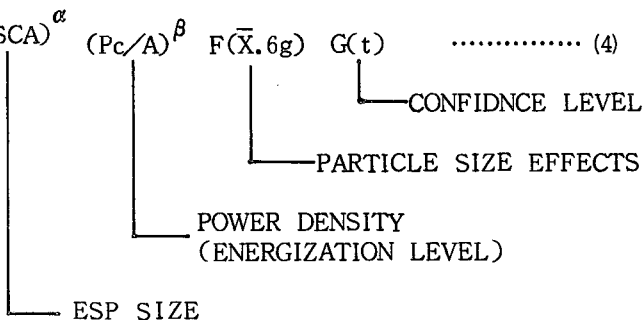 SCA)^α (Pc/A)^β F(X̄.6g) G(t) ............... (4)
CONFIDNCE LEVEL
PARTICLE SIZE EFFECTS
POWER DENSITY
(ENERGIZATION LEVEL)
ESP SIZE